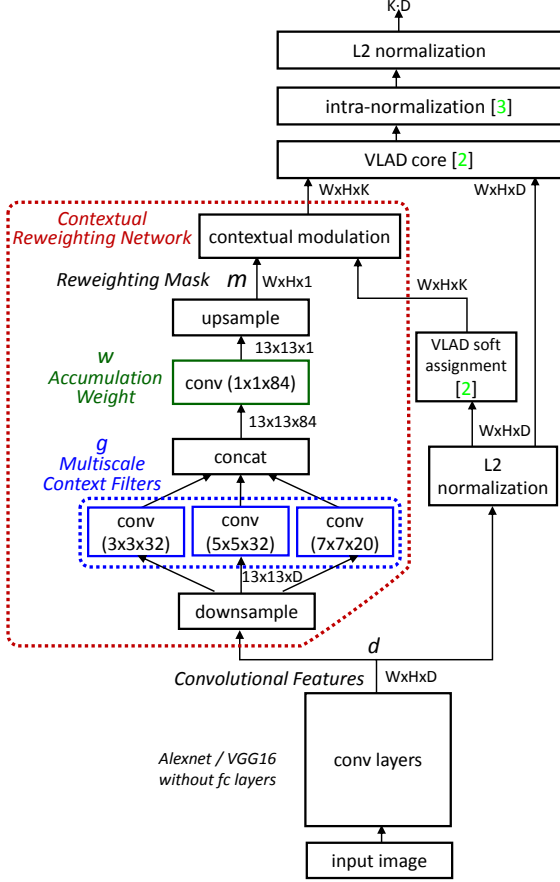 K·D
L2 normalization
intra-normalization [3]
VLAD core [2]
WxHxK
WxHxD
Contextual
Reweighting Network
contextual modulation
Reweighting Mask m
WxHx1
WxHxK
upsample
13x13x1
VLAD soft
assignment
[2]
w
Accumulation
Weight
conv (1x1x84)
13x13x84
WxHxD
g
Multiscale
Context Filters
concat
L2
normalization
conv
(3x3x32)
conv
(5x5x32)
conv
(7x7x20)
13x13xD
downsample
d
Convolutional Features
WxHxD
Alexnet / VGG16
without fc layers
conv layers
input image